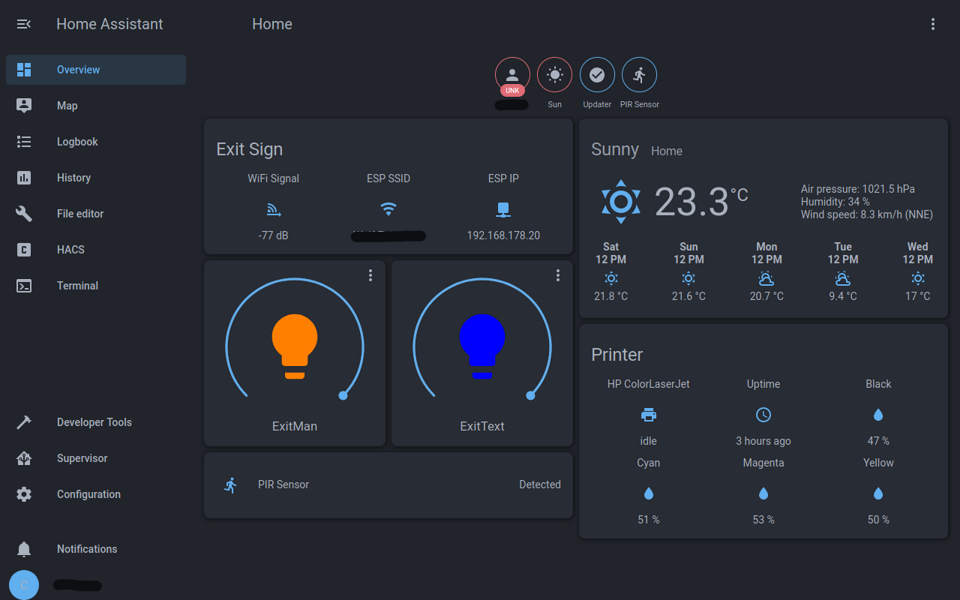 Home Assistant
Home
Overview
Map
Logbook
History
File editor
HACS
Terminal
Developer Tools
Supervisor
Configuration
Notifications
C
UNK
Sun Updater PIR Sensor
Exit Sign
WiFi Signal ESP SSID ESP IP
-77 dB 192.168.178.20
ExitMan
ExitText
PIR Sensor Detected
Sunny Home
23.3 °C
Air pressure: 1021.5 hPa
Humidity: 34 %
Wind speed: 8.3 km/h (NNE)
Sat Sun Mon Tue Wed
12 PM 12 PM 12 PM 12 PM 12 PM
21.8 °C 21.6 °C 20.7 °C 9.4 °C 17 °C
Printer
HP ColorLaserJet Uptime Black
idle 3 hours ago 47 %
Cyan Magenta Yellow
51 % 53 % 50 %